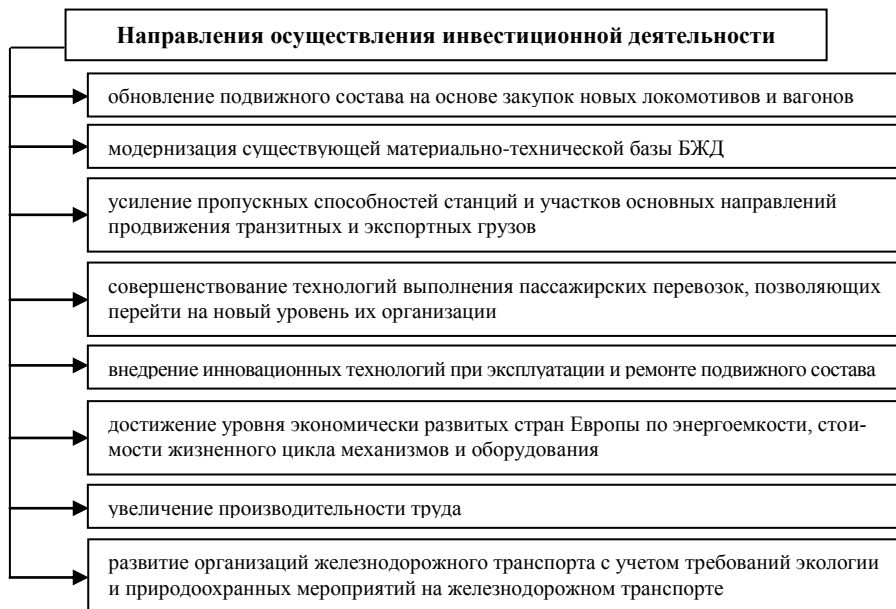 Направления осуществления инвестиционной деятельности
обновление подвижного состава на основе закупок новых локомотивов и вагонов
модернизация существующей материально-технической базы БЖД
усиление пропускных способностей станций и участков основных направлений
продвижения транзитных и экспортных грузов
совершенствование технологий выполнения пассажирских перевозок, позволяющих
перейти на новый уровень их организации
внедрение инновационных технологий при эксплуатации и ремонте подвижного состава
достижение уровня экономически развитых стран Европы по энергоемкости, стои-
мости жизненного цикла механизмов и оборудования
увеличение производительности труда
развитие организаций железнодорожного транспорта с учетом требований экологии
и природоохранных мероприятий на железнодорожном транспорте